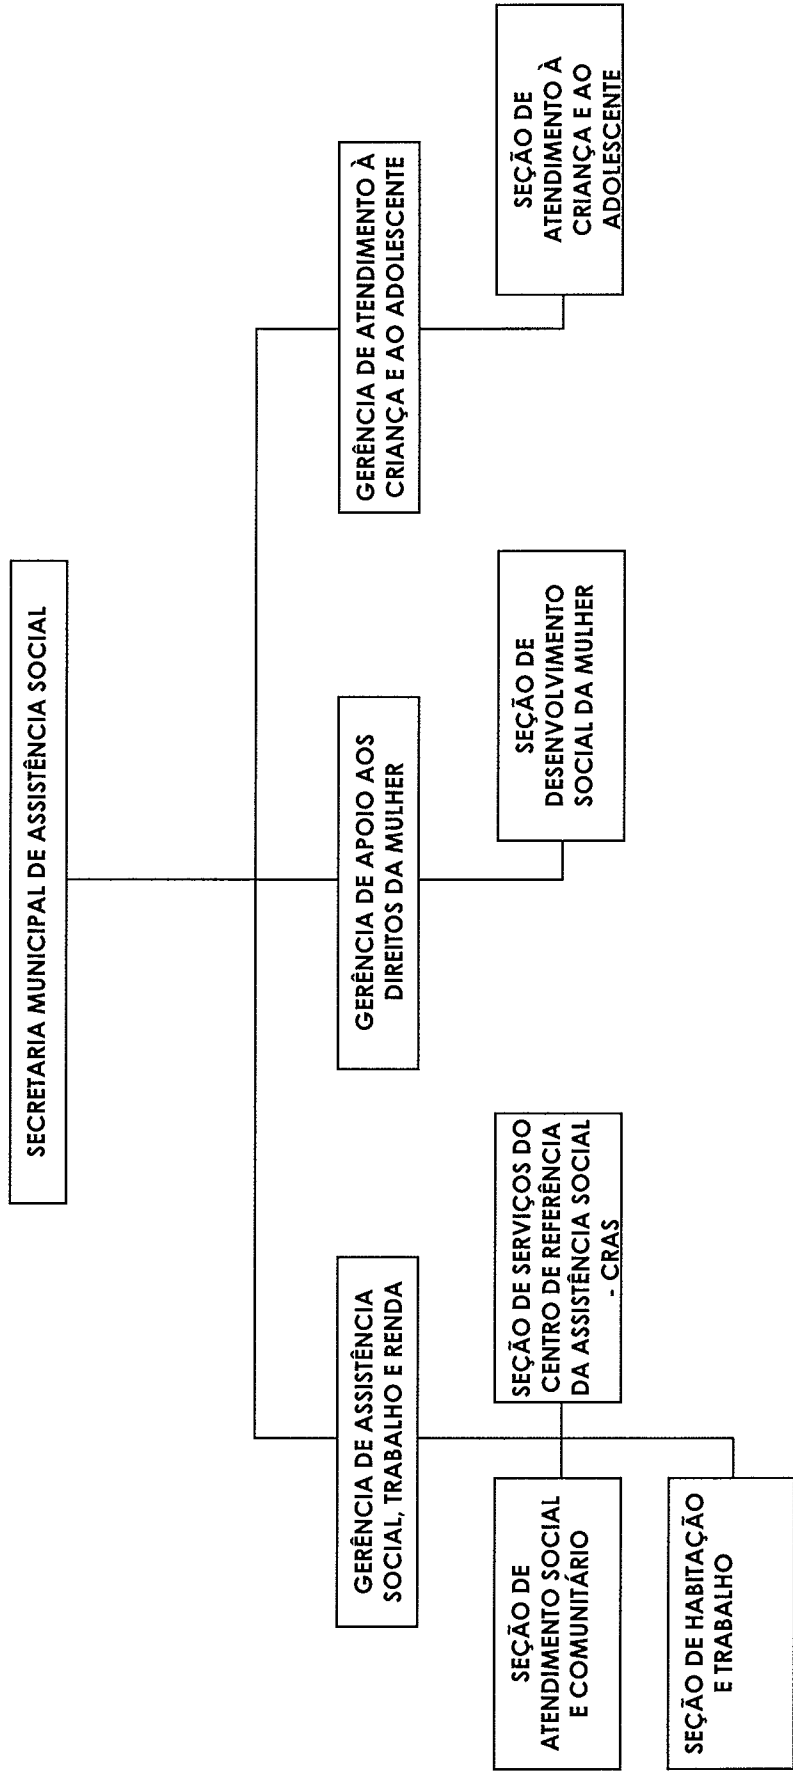 SECRETARIA MUNICIPAL DE ASSISTÊNCIA SOCIAL
GERÊNCIA DE ASSISTÊNCIA
SOCIAL, TRABALHO E RENDA
GERÊNCIA DE APOIO AOS
DIREITOS DA MULHER
GERÊNCIA DE ATENDIMENTO À
CRIANÇA E AO ADOLESCENTE
SEÇÃO DE
ATENDIMENTO SOCIAL
E COMUNITÁRIO
SEÇÃO DE SERVIÇOS DO
CENTRO DE REFERÊNCIA
DA ASSISTÊNCIA SOCIAL
- CRAS
SEÇÃO DE
DESENVOLVIMENTO
SOCIAL DA MULHER
SEÇÃO DE
ATENDIMENTO À
CRIANÇA E AO
ADOLESCENTE
SEÇÃO DE HABITAÇÃO
E TRABALHO